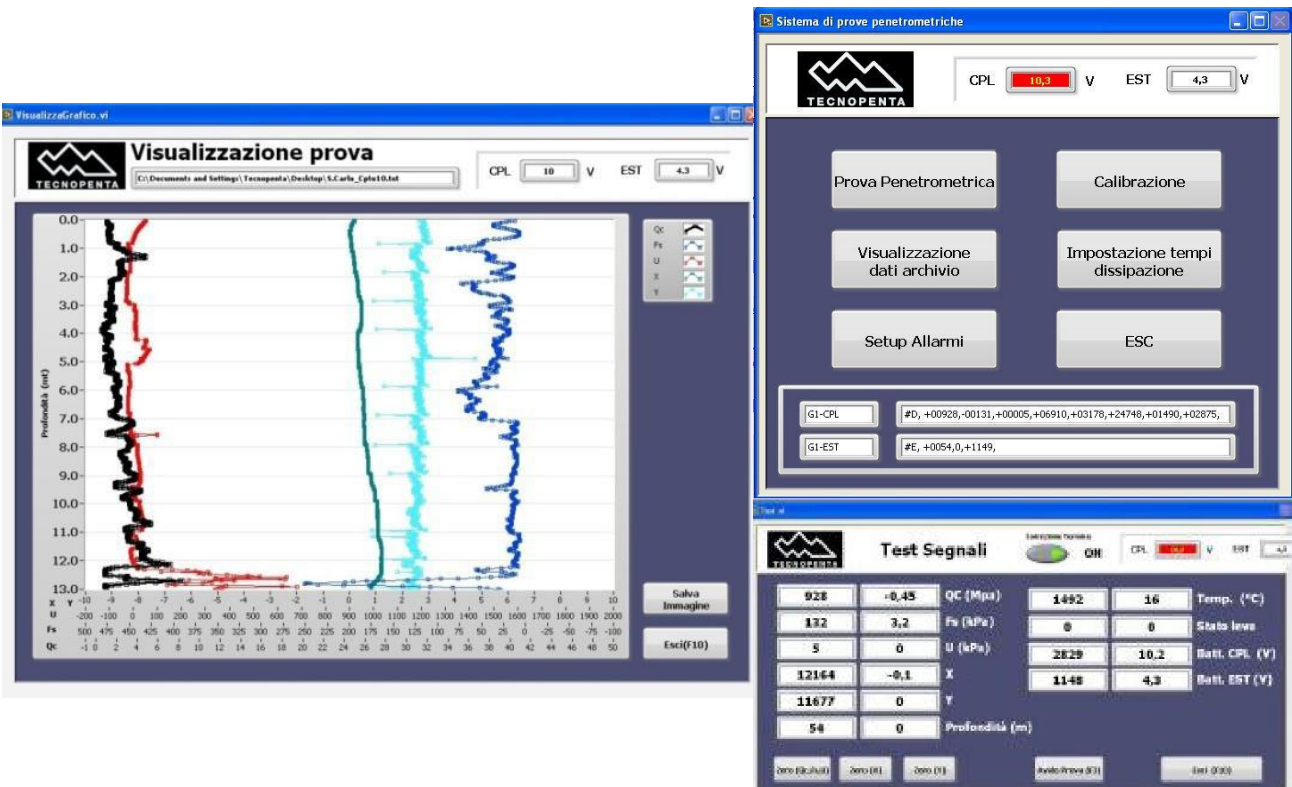 VisualizzaGrafico.vi
TECNOPENTA
Visualizzazione prova
C:\Documents and Settings\Tecnopenta\Desktop\S.Carlo_Cptu10.txt
CPL 10 V EST 4,3 V
Profondità (mt)
0.0
1.0
2.0
3.0
4.0
5.0
6.0
7.0
8.0
9.0
10.0
11.0
12.0
13.0
X Y -10 -9 -8 -7 -6 -5 -4 -3 -2 -1 0 1 2 3 4 5 6 7 8 9 10
U -200 -100 0 100 200 300 400 500 600 700 800 900 1000 1100 1200 1300 1400 1500 1600 1700 1800 1900 2000
Fs 500 475 450 425 400 375 350 325 300 275 250 225 200 175 150 125 100 75 50 25 0 -25 -50 -75 -100
Qc -1 0 2 4 6 8 10 12 14 16 18 20 22 24 26 28 30 32 34 36 38 40 42 44 46 48 50
Qc
Fs
U
X
Y
Salva
Immagine
Esci(F10)
Sistema di prove penetrometriche
TECNOPENTA
CPL 10,3 V EST 4,3 V
Prova Penetrometrica
Calibrazione
Visualizzazione
dati archivio
Impostazione tempi
dissipazione
Setup Allarmi
ESC
G1-CPL #D, +00928,-00131,+00005,+06910,+03178,+24748,+01490,+02875,
G1-EST #E, +0054,0,+1149,
TECNOPENTA
Test Segnali
ON
CPL V EST 4,3
928 -0,45 QC (Mpa)
132 3,2 Fs (kPa)
5 0 U (kPa)
12164 -0,1 X
11677 0 Y
54 0 Profondità (m)
1492 16 Temp. (°C)
0 0 Stato leva
2829 10,2 Batt. CPL (V)
1148 4,3 Batt. EST (V)
Zero (X)
Zero (Y)
Avvio Prova
Esci (F10)